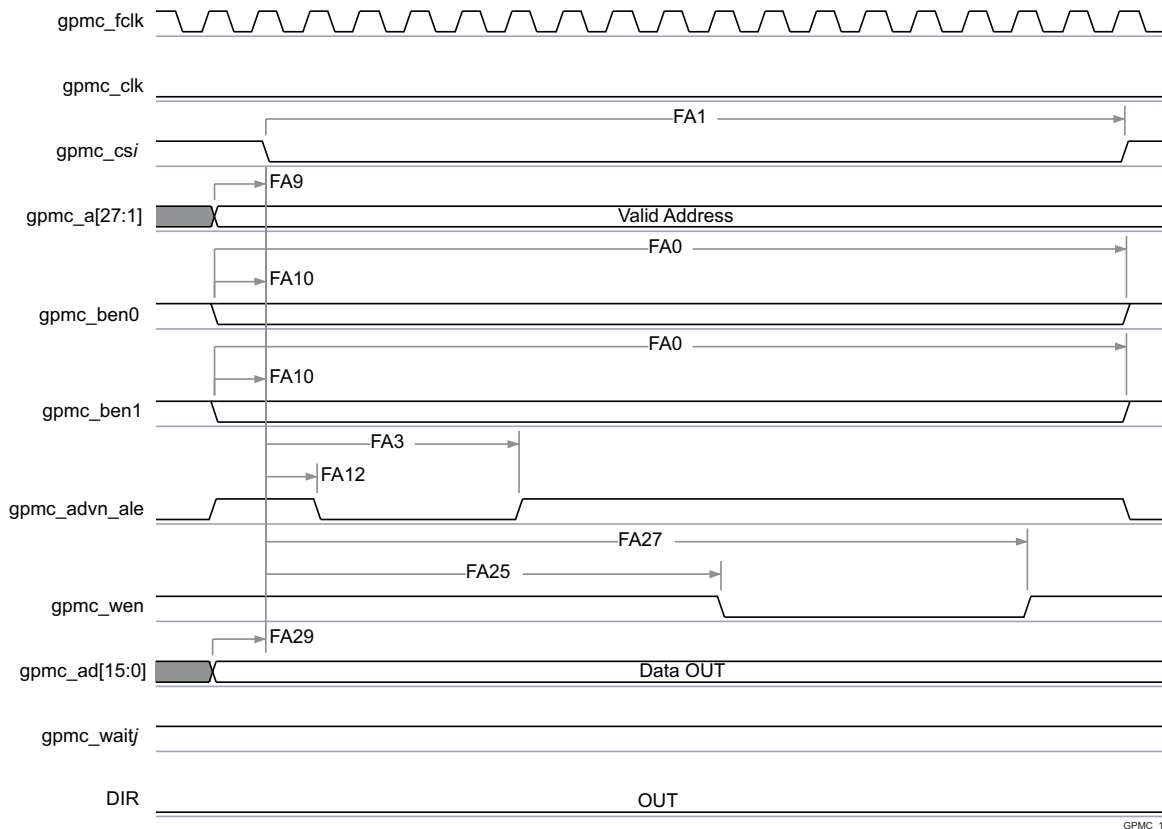 gpmc_fclk
gpmc_clk
FA1
gpmc_csi
FA9
gpmc_a[27:1] Valid Address
FA0
FA10
gpmc_ben0
FA0
FA10
gpmc_ben1
FA3
FA12
gpmc_advn_ale
FA27
FA25
gpmc_wen
FA29
gpmc_ad[15:0] Data OUT
gpmc_waitj
DIR OUT
GPMC_1